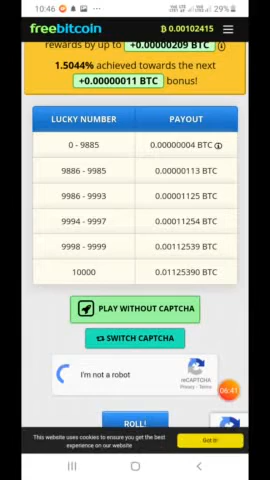 10:46
29%
freebitcoin
0.00102415
rewards by up to +0.00000209 BTC
1.5044% achieved towards the next
+0.00000011 BTC bonus!
LUCKY NUMBER PAYOUT
0 - 9885 0.00000004 BTC
9886 - 9985 0.00000113 BTC
9986 - 9993 0.00001125 BTC
9994 - 9997 0.00011254 BTC
9998 - 9999 0.00112539 BTC
10000 0.01125390 BTC
PLAY WITHOUT CAPTCHA
SWITCH CAPTCHA
I'm not a robot
reCAPTCHA
Privacy - Terms
06:41
ROLL!
This website uses cookies to ensure you get the best
experience on our website
Got it!